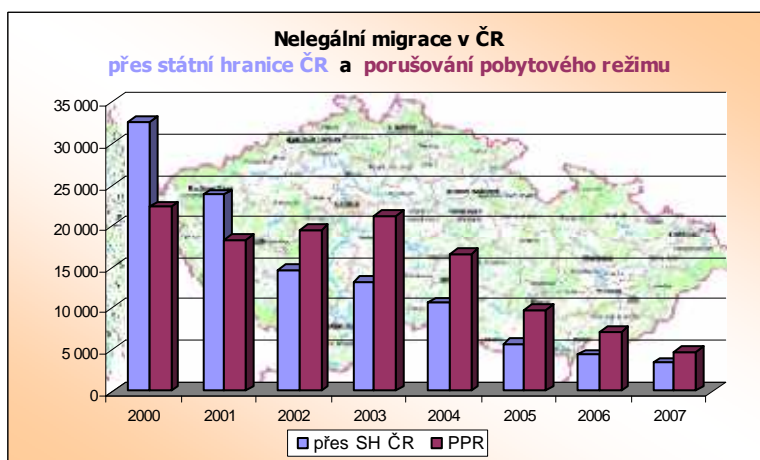 Nelegální migrace v ČR
přes státní hranice ČR a porušování pobytového režimu
35 000
30 000
25 000
20 000
15 000
10 000
5 000
0
2000 2001 2002 2003 2004 2005 2006 2007
přes SH ČR PPR